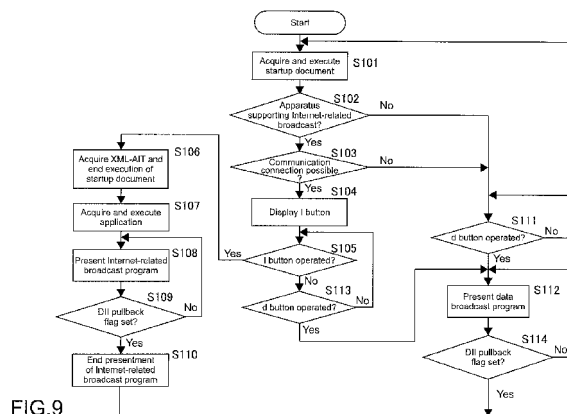 Start
Acquire and execute
startup document
S101
S102
Apparatus
supporting Internet-related
broadcast?
No
Yes
S103
Communication
connection possible
?
No
Yes
S104
Display I button
S105
I button operated?
Yes
No
S113
d button operated?
No
Yes
S106
Acquire XML-AIT and
end execution of
startup document
S107
Acquire and execute
application
S108
Present Internet-related
broadcast program
S109
DII pullback
flag set?
No
Yes
S110
End presentment
of Internet-related
broadcast program
S111
d button operated?
No
Yes
S112
Present data
broadcast program
S114
DII pullback
flag set?
No
Yes
FIG.9